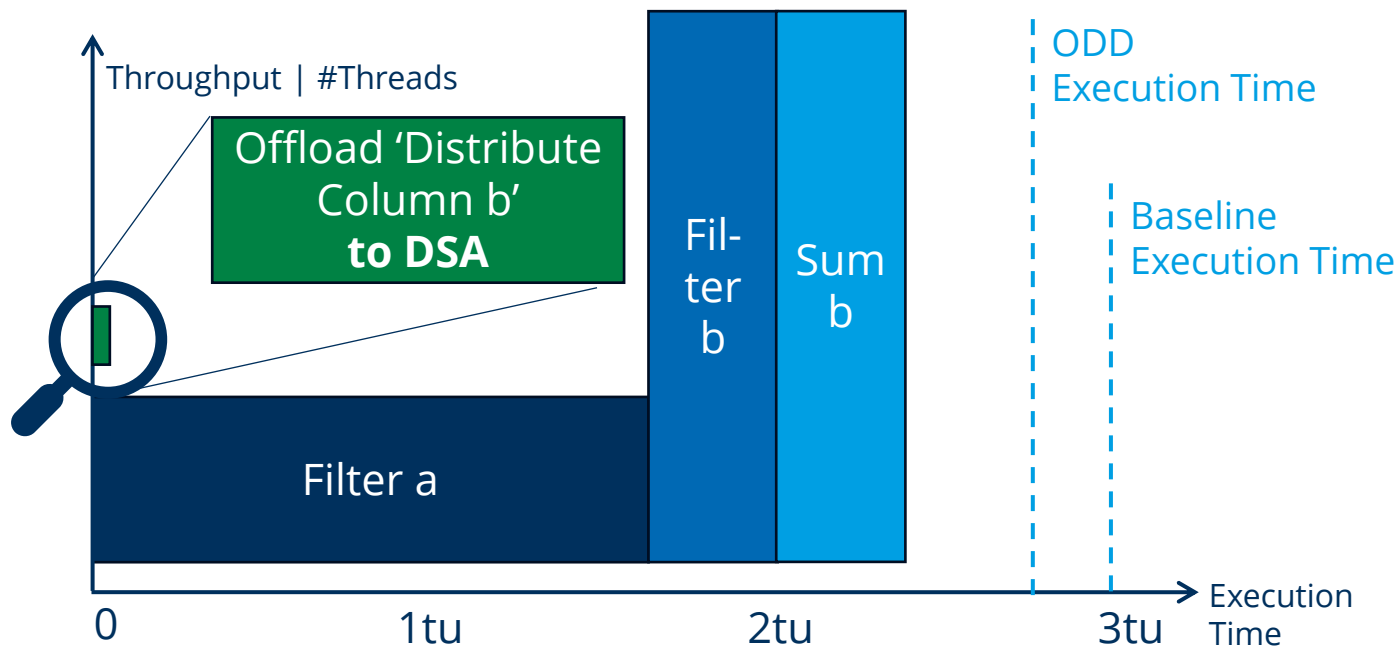 Throughput | #Threads
Offload ‘Distribute
Column b’
to DSA
Filter a
Fil-
ter
b
Sum
b
ODD
Execution Time
Baseline
Execution Time
0
1tu
2tu
3tu
Execution
Time